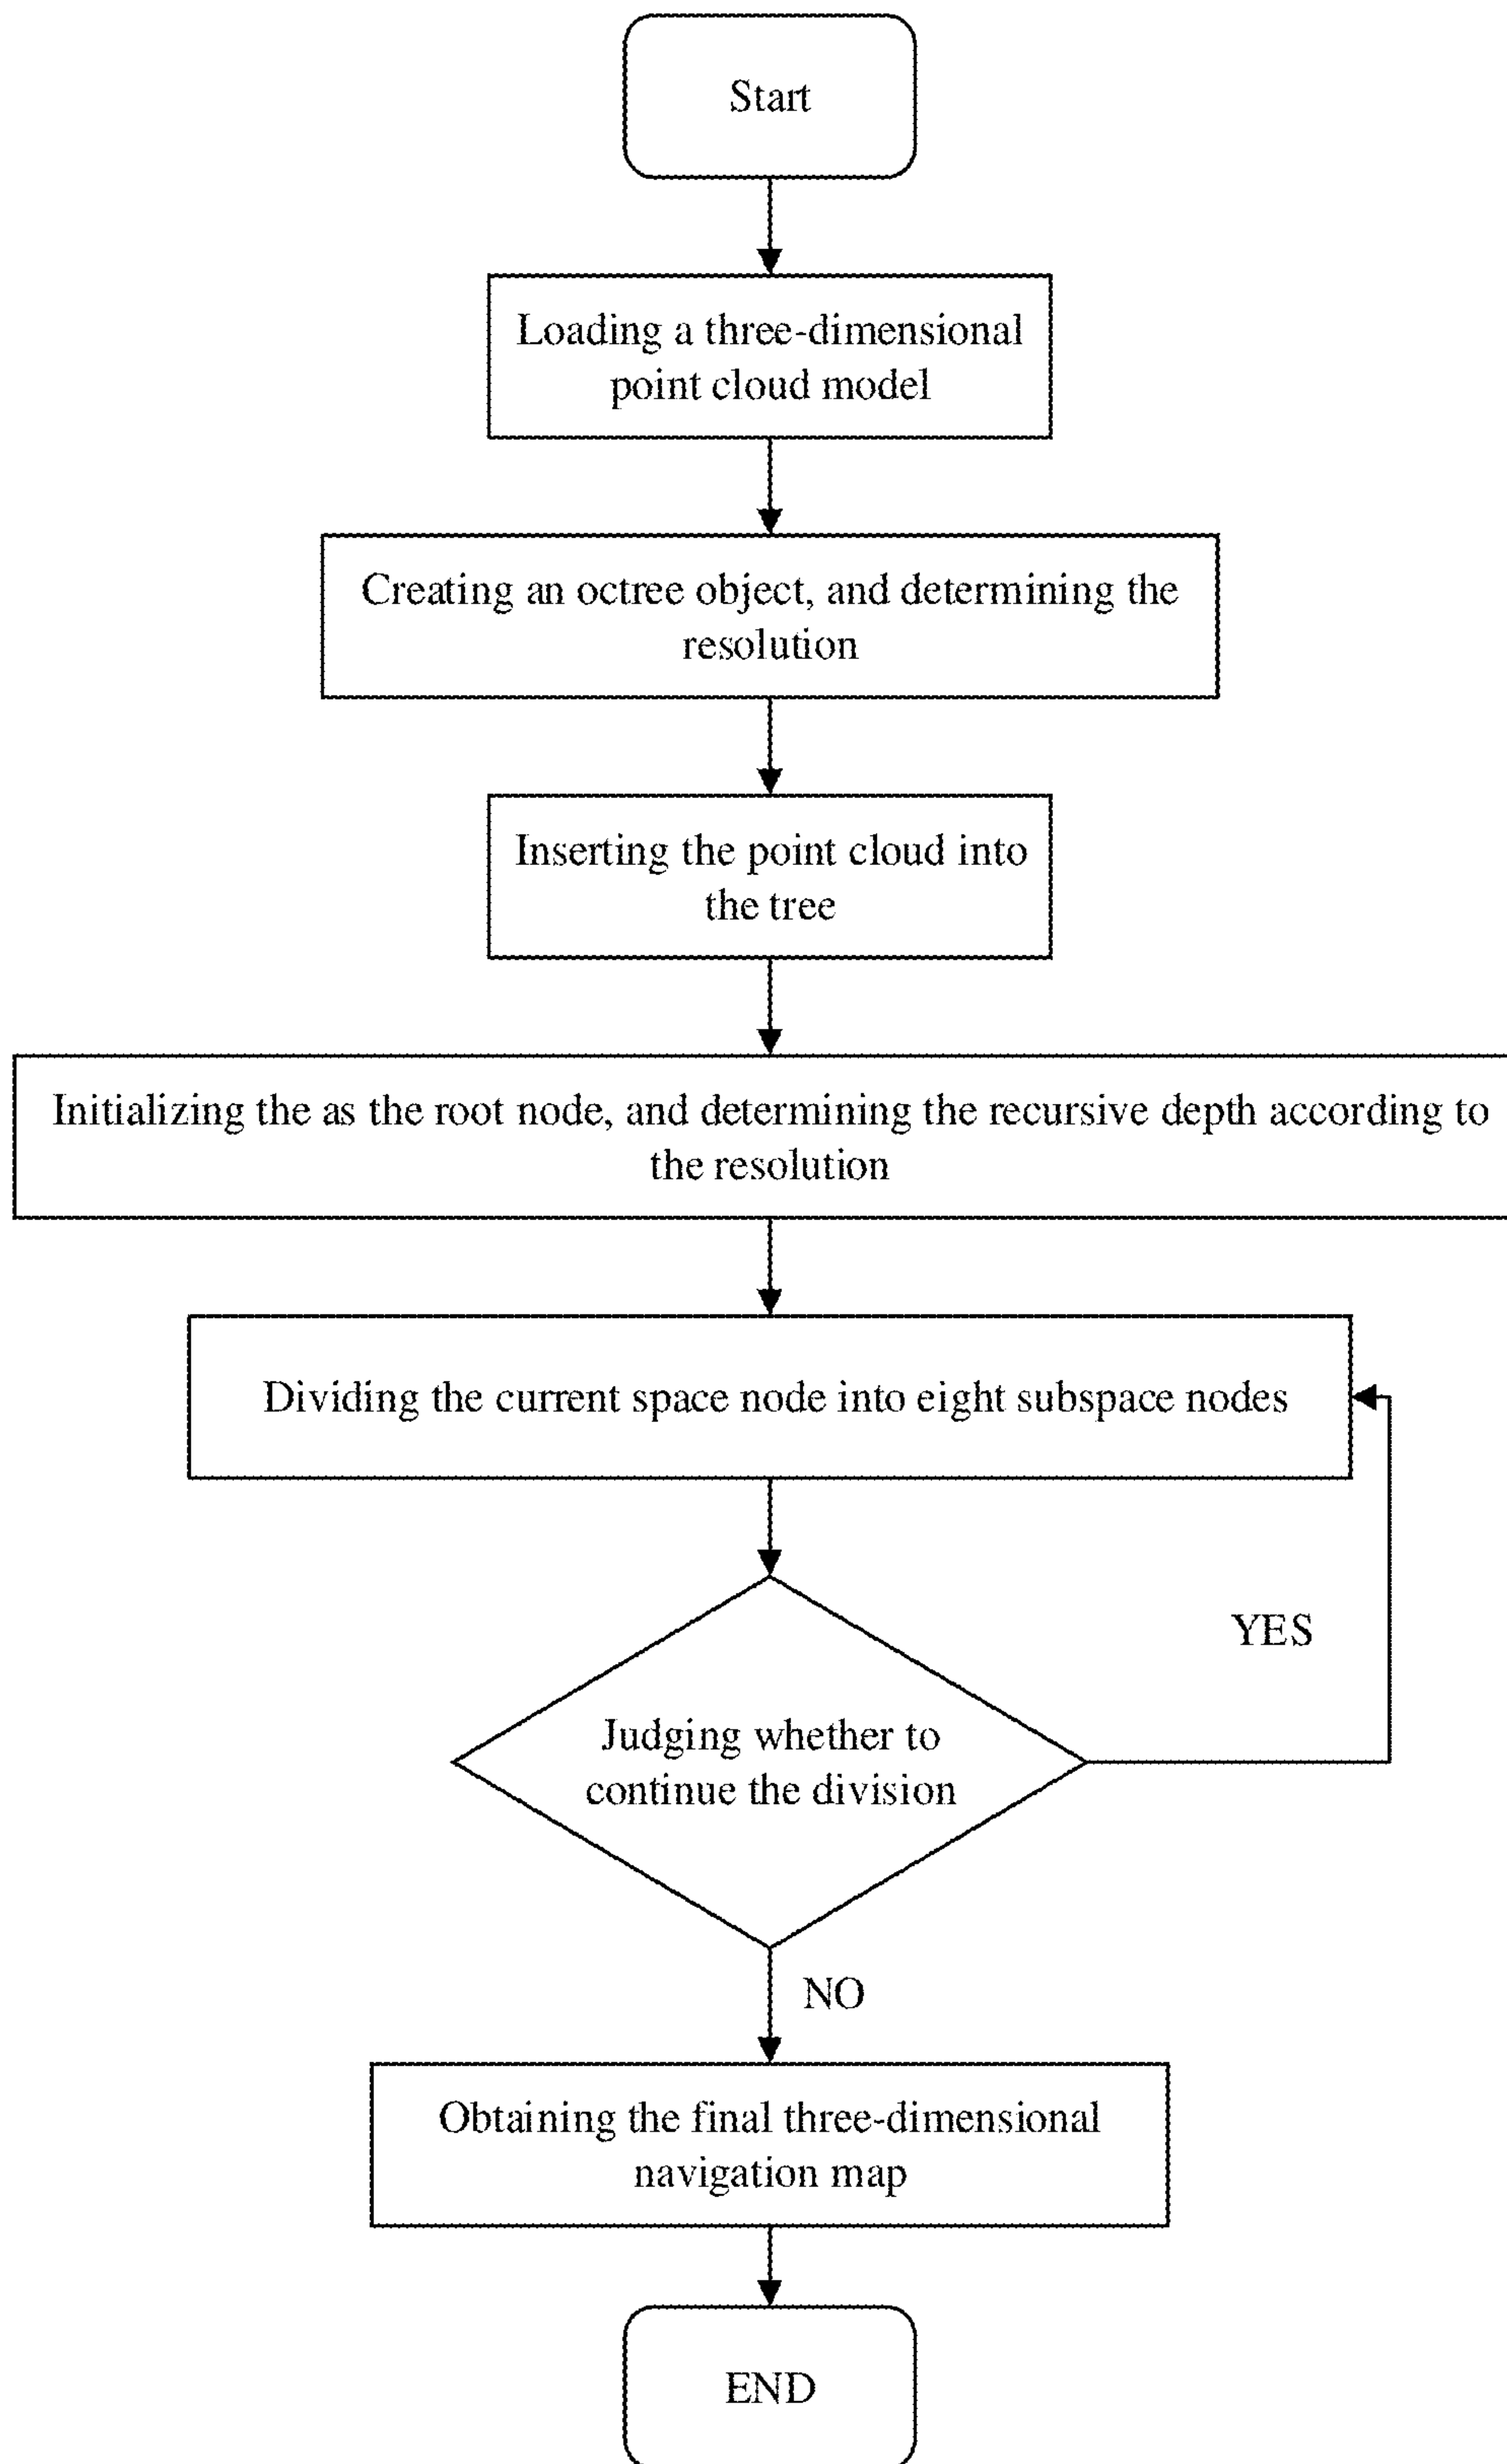 Start
Loading a three-dimensional
point cloud model
Creating an octree object, and determining the
resolution
Inserting the point cloud into
the tree
Initializing the as the root node, and determining the recursive depth according to
the resolution
Dividing the current space node into eight subspace nodes
YES
Judging whether to
continue the division
NO
Obtaining the final three-dimensional
navigation map
END